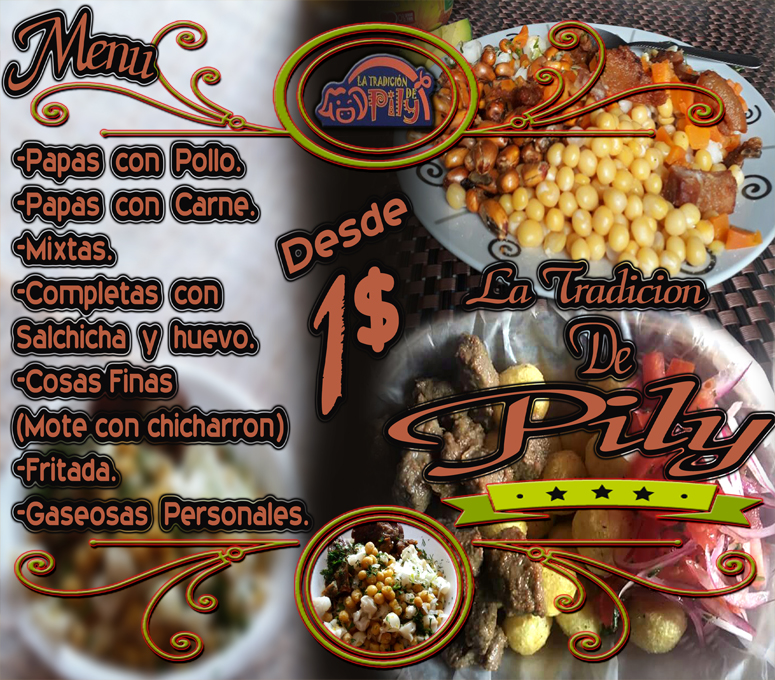 Menu
LA TRADICIÓN
DE
Pily
-Papas con Pollo.
-Papas con Carne.
-Mixtas.
-Completas con
Salchicha y huevo.
-Cosas Finas
(Mote con chicharron)
-Fritada.
-Gaseosas Personales.
Desde
1$
La Tradicion
De
Pily